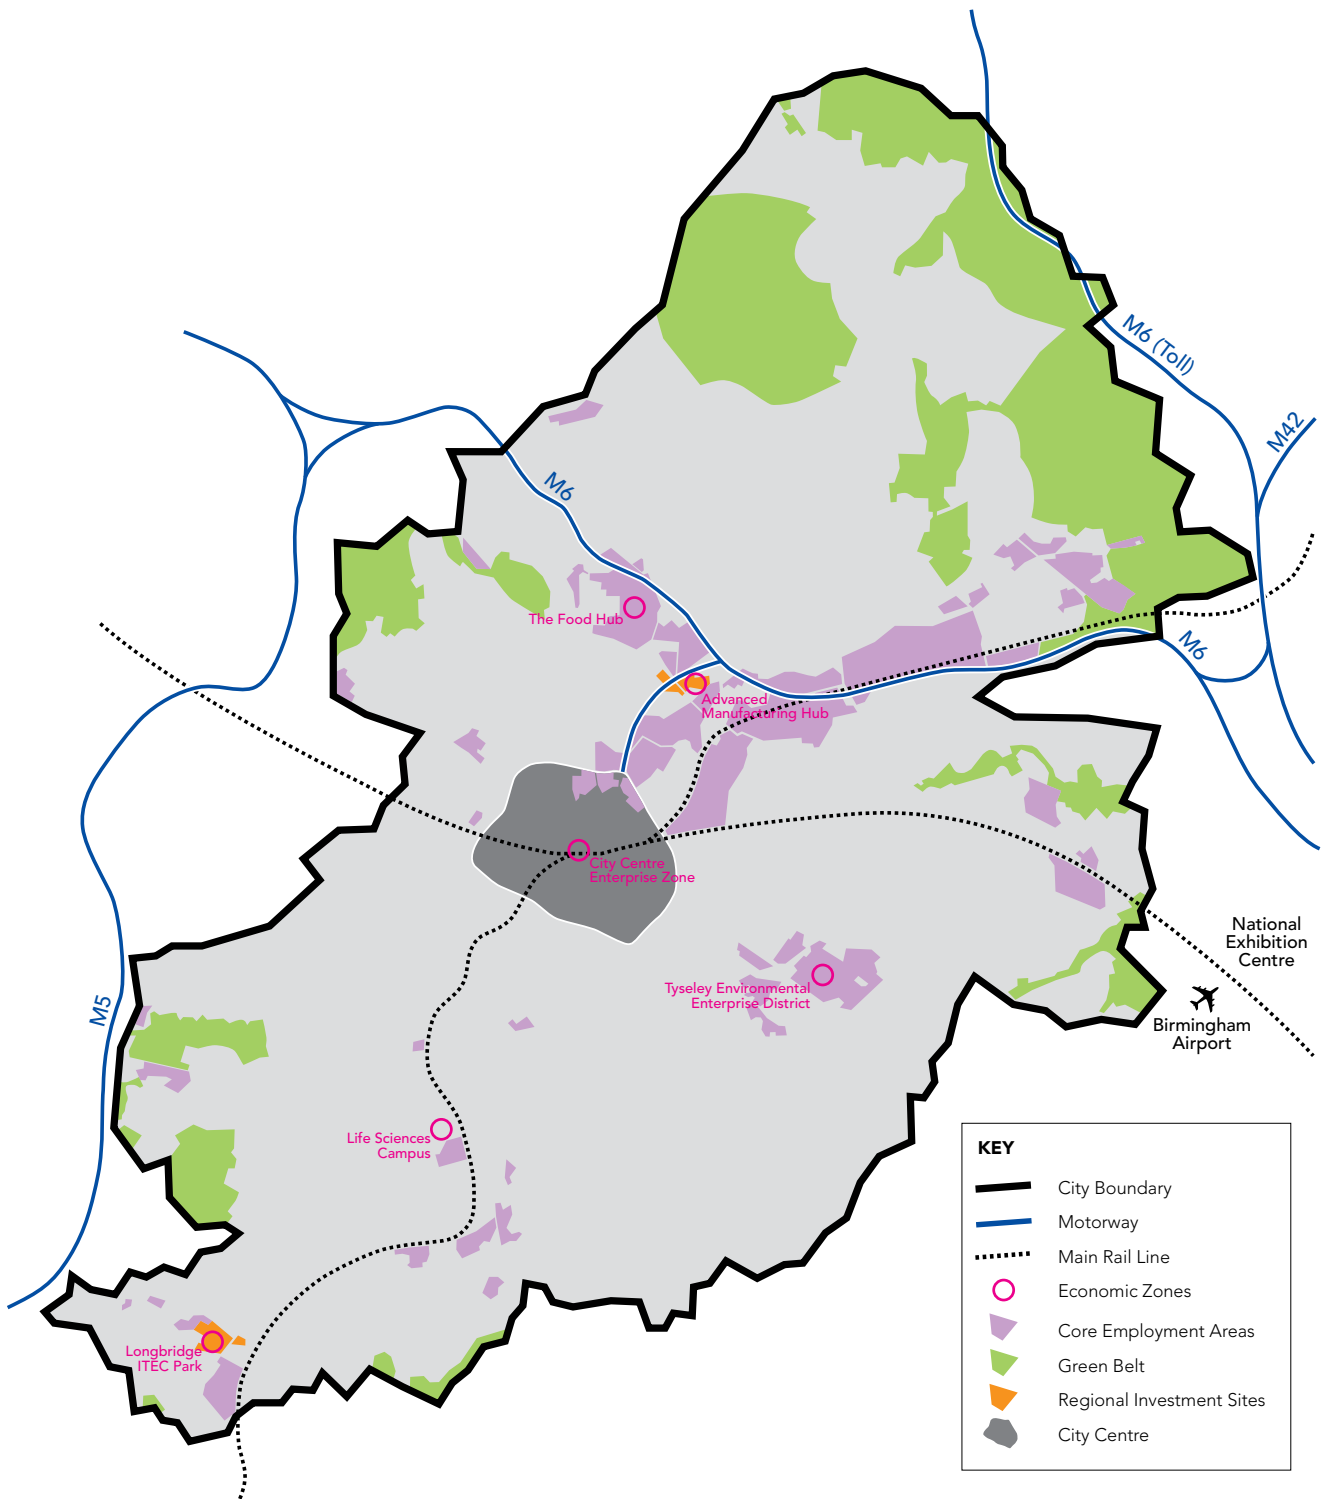 M6 (Toll)
M42
M6
The Food Hub
M6
Advanced
Manufacturing Hub
City Centre
Enterprise Zone
National
Exhibition
Centre
Tyseley Environmental
Enterprise District
M5
Birmingham
Airport
Life Sciences
Campus
Longbridge
ITEC Park
KEY
City Boundary
Motorway
Main Rail Line
Economic Zones
Core Employment Areas
Green Belt
Regional Investment Sites
City Centre